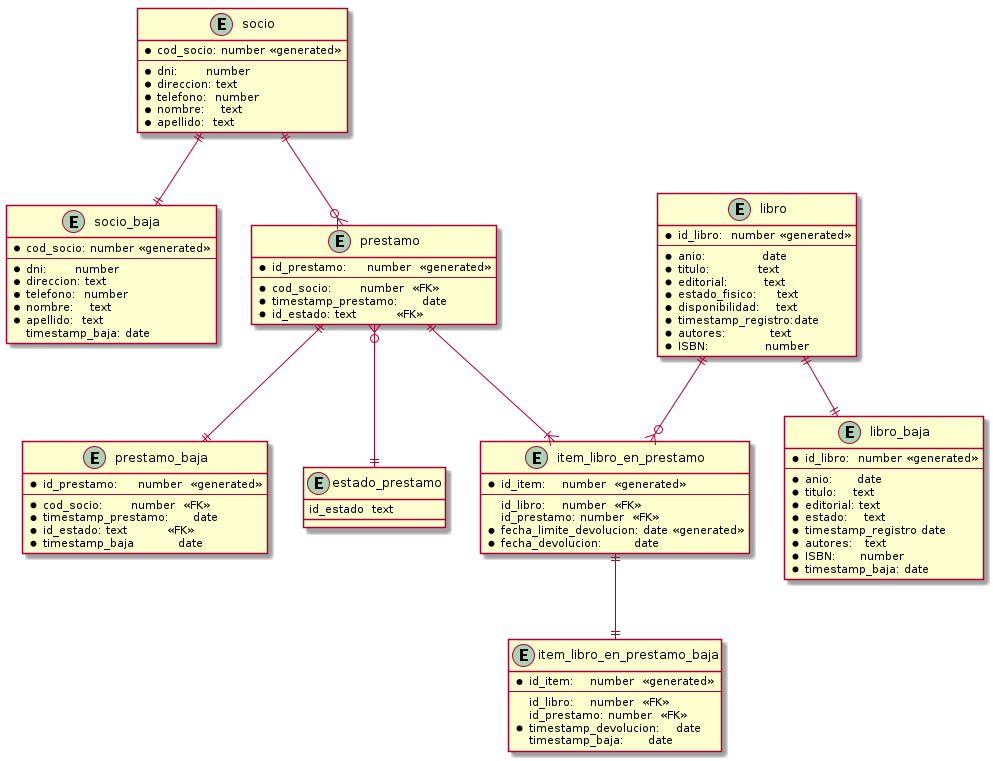 E socio
cod_socio: number «generated»
dni: number
direccion: text
telefono: number
nombre: text
apellido: text
E socio_baja
cod_socio: number «generated»
dni: number
direccion: text
telefono: number
nombre: text
apellido: text
timestamp_baja: date
E prestamo
id_prestamo: number «generated»
cod_socio: number «FK»
timestamp_prestamo: date
id_estado: text «FK»
E libro
id_libro: number «generated»
anio: date
titulo: text
editorial: text
estado_fisico: text
disponibilidad: text
timestamp_registro:date
autores: text
ISBN: number
E prestamo_baja
id_prestamo: number «generated»
cod_socio: number «FK»
timestamp_prestamo: date
id_estado: text «FK»
timestamp_baja date
E estado_prestamo
id_estado text
E item_libro_en_prestamo
id_item: number «generated»
id_libro: number «FK»
id_prestamo: number «FK»
fecha_limite_devolucion: date «generated»
fecha_devolucion: date
E libro_baja
id_libro: number «generated»
anio: date
titulo: text
editorial: text
estado: text
timestamp_registro date
autores: text
ISBN: number
timestamp_baja: date
E item_libro_en_prestamo_baja
id_item: number «generated»
id_libro: number «FK»
id_prestamo: number «FK»
timestamp_devolucion: date
timestamp_baja: date